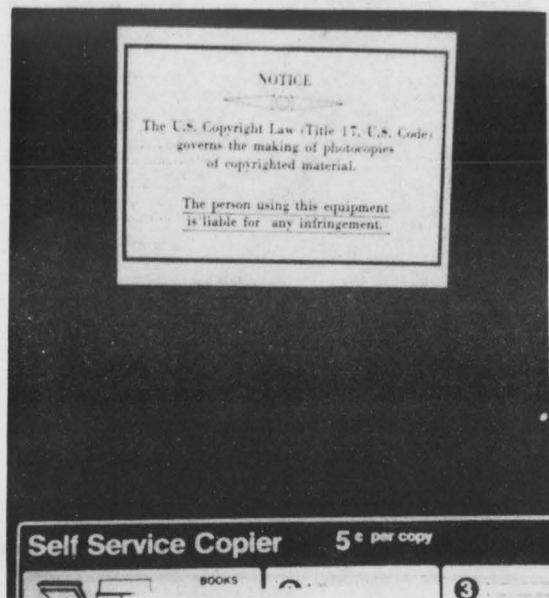 NOTICE
The U.S. Copyright Law (Title 17, U.S. Code)
governs the making of photocopies
of copyrighted material.
The person using this equipment
is liable for any infringement.
Self Service Copier 5¢ per copy
BOOKS
3